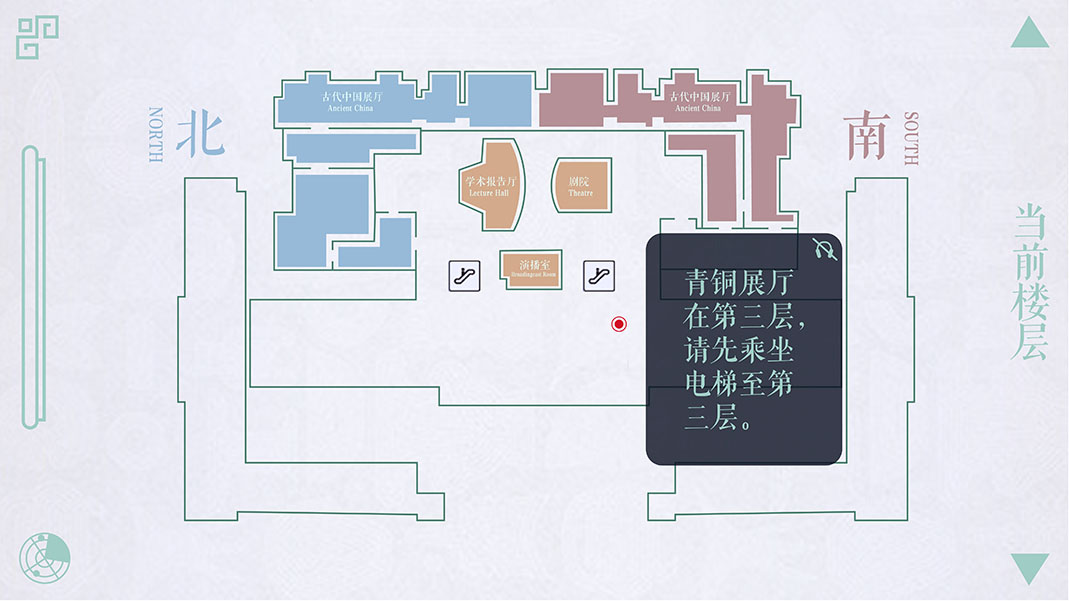 古代中国展厅
Ancient China
古代中国展厅
Ancient China
北
NORTH
南
SOUTH
学术报告厅
Lecture Hall
剧院
Theatre
演播室
当前楼层
青铜展厅
在第三层，
请先乘坐
电梯至第
三层。